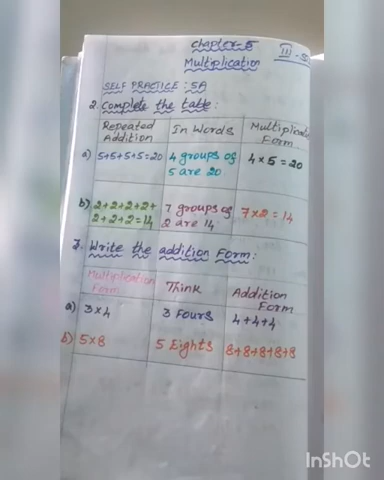 Chapter-5
III
Multiplication
SELF PRACTICE : 5A
2. Complete the table :
Repeated Addition
In Words
Multiplicatio Form
a) 5+5+5+5=20
4 groups of 5 are 20
4 × 5 = 20
b) 2+2+2+2+ 2+2+2=14
7 groups of 2 are 14
7×2 = 14
3. Write the addition Form:
Multiplication Form
Think
Addition Form
a) 3×4
3 Fours
4+4+4
b) 5×8
5 Eights
8+8+8+8+8
InShOt